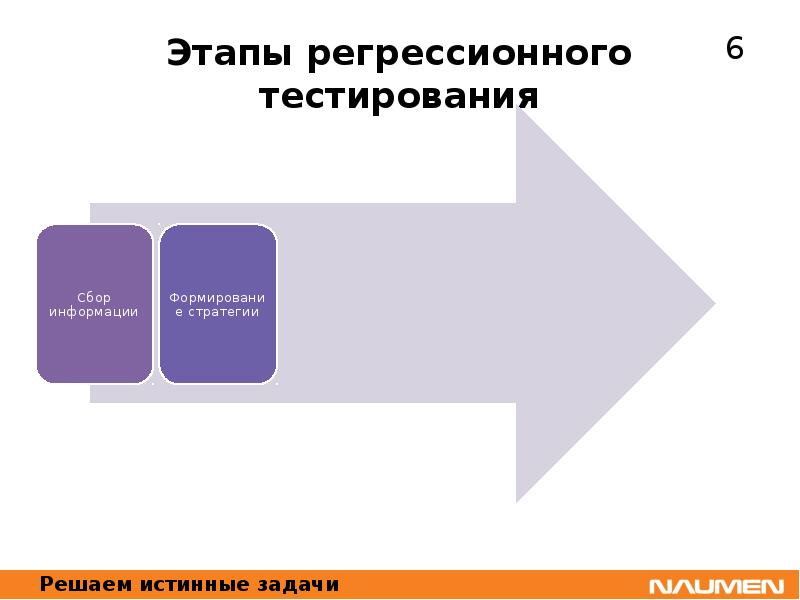 Этапы регрессионного
тестирования
6
Сбор
информации
Формировани
е стратегии
Решаем истинные задачи
NAUMEN